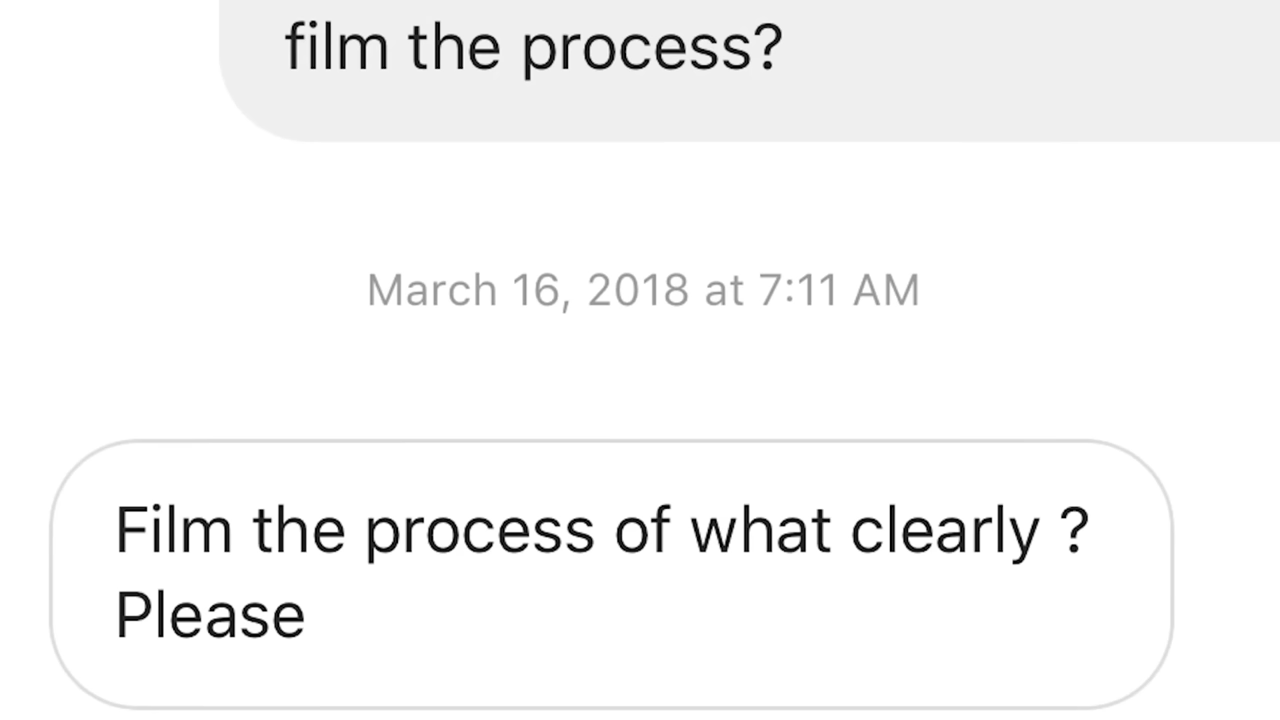 film the process?
March 16, 2018 at 7:11 AM
Film the process of what clearly ?
Please